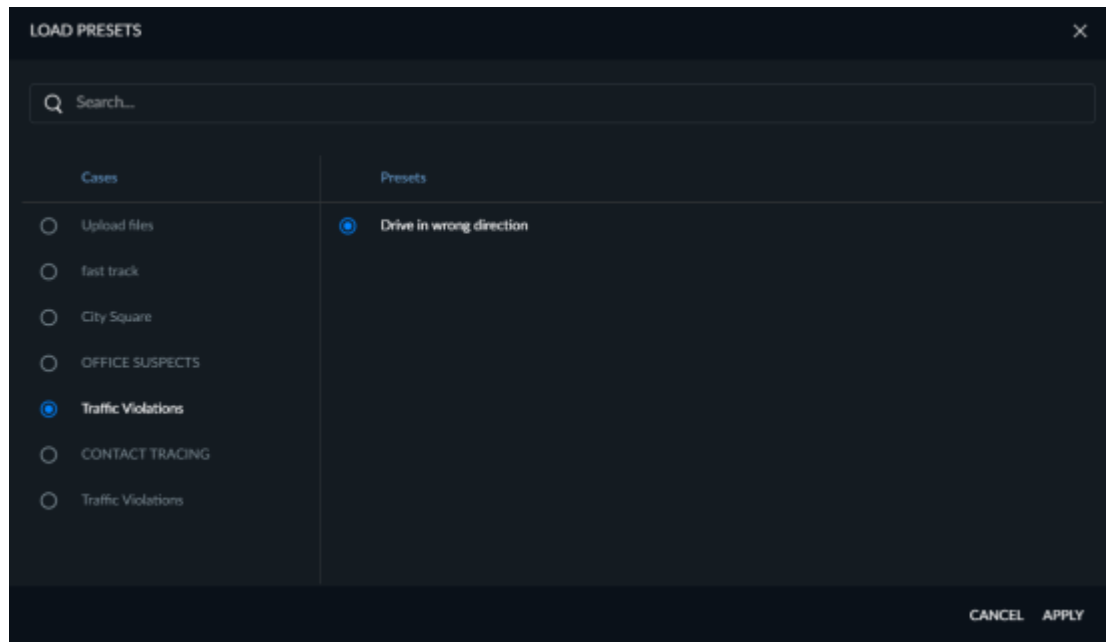 LOAD PRESETS
Search...
Cases
Presets
Upload files
Drive in wrong direction
fast track
City Square
OFFICE SUSPECTS
Traffic Violations
CONTACT TRACING
Traffic Violations
CANCEL APPLY